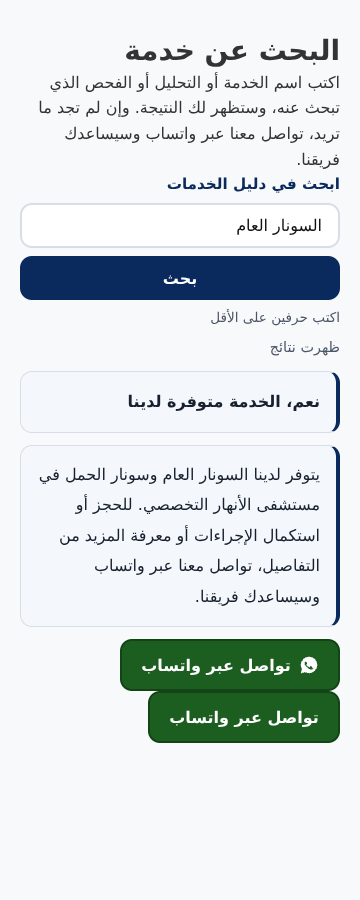 البحث عن خدمة
اكتب اسم الخدمة أو التحليل أو الفحص الذي
تبحث عنه، وستظهر لك النتيجة. وإن لم تجد ما
تريد، تواصل معنا عبر واتساب وسيساعدك
فريقنا.
ابحث في دليل الخدمات
السونار العام
بحث
اكتب حرفين على الأقل
ظهرت نتائج
نعم، الخدمة متوفرة لدينا
يتوفر لدينا السونار العام وسونار الحمل في
مستشفى الأنهار التخصصي. للحجز أو
استكمال الإجراءات أو معرفة المزيد من
التفاصيل، تواصل معنا عبر واتساب
وسيساعدك فريقنا.
تواصل عبر واتساب
تواصل عبر واتساب